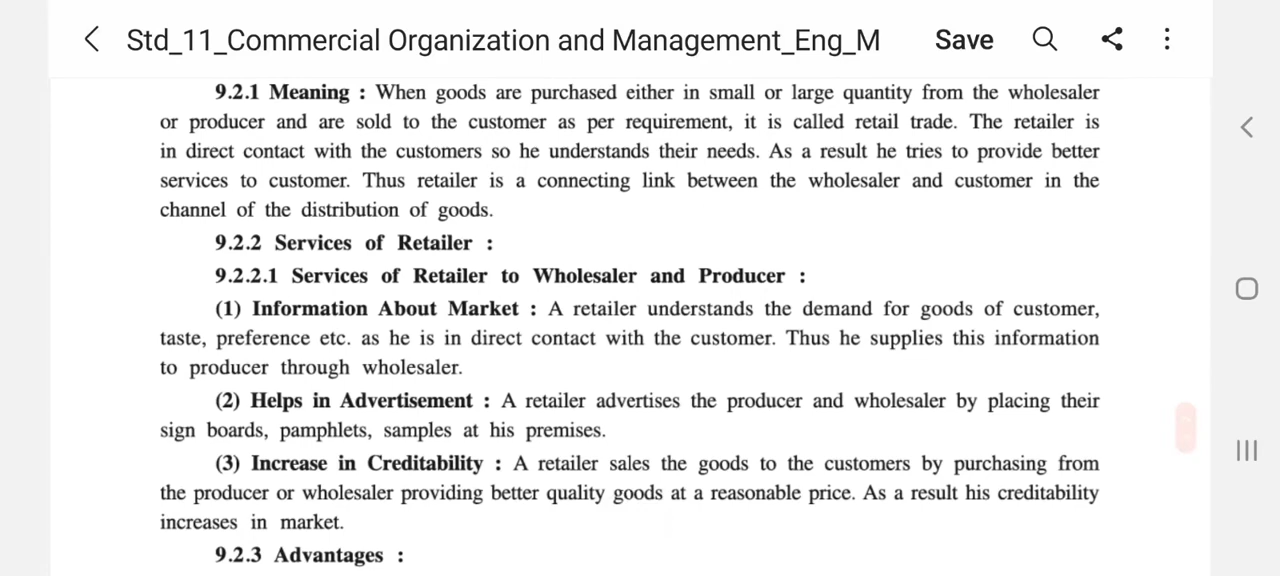 Std_11_Commercial Organization and Management_Eng_M Save
9.2.1 Meaning : When goods are purchased either in small or large quantity from the wholesaler
or producer and are sold to the customer as per requirement, it is called retail trade. The retailer is
in direct contact with the customers so he understands their needs. As a result he tries to provide better
services to customer. Thus retailer is a connecting link between the wholesaler and customer in the
channel of the distribution of goods.
9.2.2 Services of Retailer :
9.2.2.1 Services of Retailer to Wholesaler and Producer :
(1) Information About Market : A retailer understands the demand for goods of customer,
taste, preference etc. as he is in direct contact with the customer. Thus he supplies this information
to producer through wholesaler.
(2) Helps in Advertisement : A retailer advertises the producer and wholesaler by placing their
sign boards, pamphlets, samples at his premises.
(3) Increase in Creditability : A retailer sales the goods to the customers by purchasing from
the producer or wholesaler providing better quality goods at a reasonable price. As a result his creditability
increases in market.
9.2.3 Advantages :